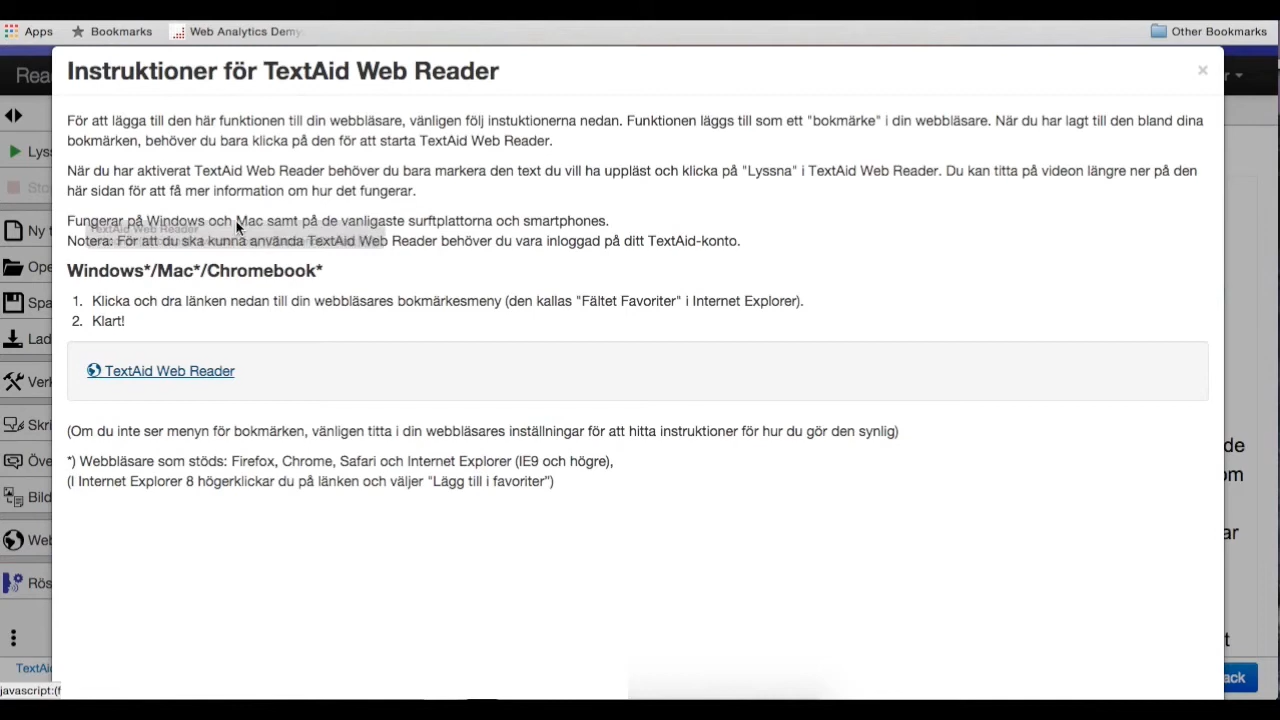 Apps Bookmarks Web Analytics Demy Other Bookmarks
Instruktioner för TextAid Web Reader
×
För att lägga till den här funktionen till din webbläsare, vänligen följ instuktionerna nedan. Funktionen läggs till som ett "bokmärke" i din webbläsare. När du har lagt till den bland dina
bokmärken, behöver du bara klicka på den för att starta TextAid Web Reader.
När du har aktiverat TextAid Web Reader behöver du bara markera den text du vill ha uppläst och klicka på "Lyssna" i TextAid Web Reader. Du kan titta på videon längre ner på den
här sidan för att få mer information om hur det fungerar.
Fungerar på Windows och Mac samt på de vanligaste surftplattorna och smartphones.
TextAid Web Reader
Notera: För att du ska kunna använda TextAid Web Reader behöver du vara inloggad på ditt TextAid-konto.
Windows*/Mac*/Chromebook*
1. Klicka och dra länken nedan till din webbläsares bokmärkesmeny (den kallas "Fältet Favoriter" i Internet Explorer).
2. Klart!
TextAid Web Reader
(Om du inte ser menyn för bokmärken, vänligen titta i din webbläsares inställningar för att hitta instruktioner för hur du gör den synlig)
*) Webbläsare som stöds: Firefox, Chrome, Safari och Internet Explorer (IE9 och högre),
(I Internet Explorer 8 högerklickar du på länken och väljer "Lägg till i favoriter")
Rea
Lyss
Sto
Ny t
Ope
Spa
Lad
Verk
Skri
Öve
Bild
Web
Rös
TextAid
javascript:(f
r
de
om
ar
t
ack